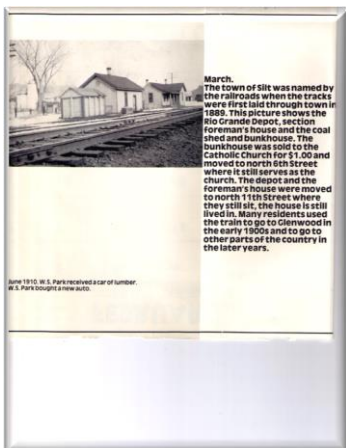 March.
The town of Silt was named by
the railroads when the tracks
were first laid through town in
1889. This picture shows the
Rio Grande Depot, section
foreman's house and the coal
shed and bunkhouse. The
bunkhouse was sold to the
Catholic Church for $1.00 and
moved to north 6th Street
where it still serves as the
church. The depot and the
foreman's house were moved
to north 11th Street where
they still sit, the house is still
lived in. Many residents used
the train to go to Glenwood in
the early 1900s and to go to
other parts of the country in
the later years.
June 1910. W.S. Park received a car of lumber.
W.S. Park bought a new auto.